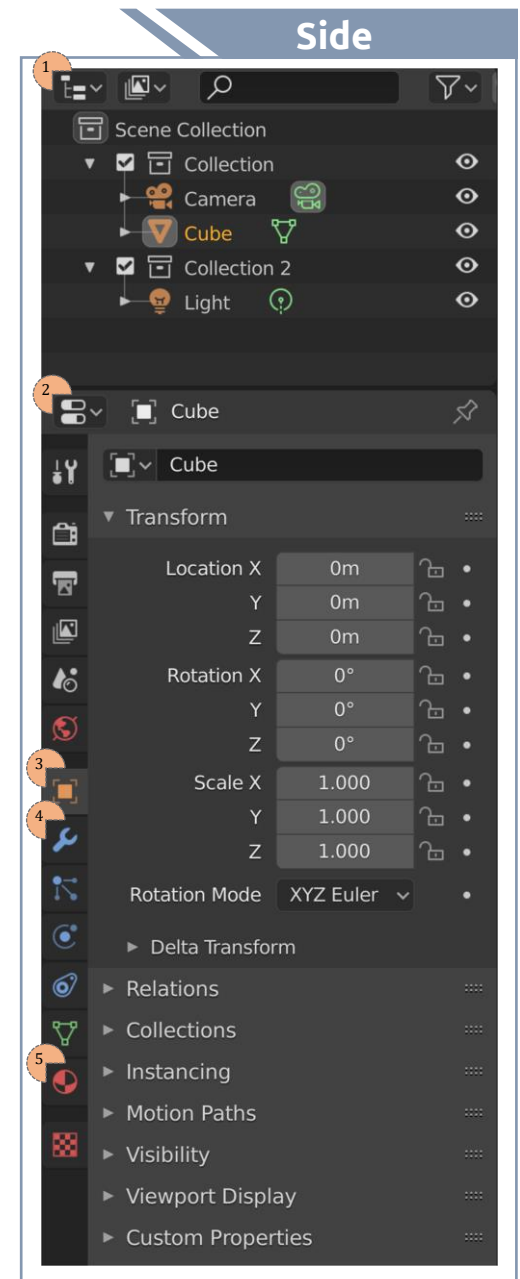 Side
1
Scene Collection
Collection
Camera
Cube
Collection 2
Light
2
Cube
Cube
Transform
Location X 0m
Y 0m
Z 0m
Rotation X 0°
Y 0°
Z 0°
3
Scale X 1.000
4
Y 1.000
Z 1.000
Rotation Mode XYZ Euler
Delta Transform
Relations
Collections
5
Instancing
Motion Paths
Visibility
Viewport Display
Custom Properties